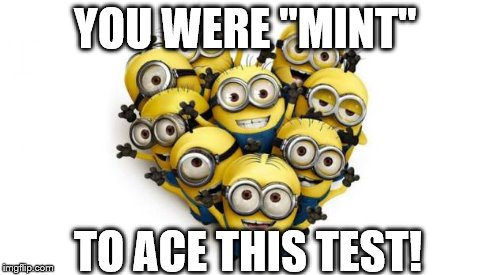 YOU WERE "MINT"
TO ACE THIS TEST!
imgflip.com